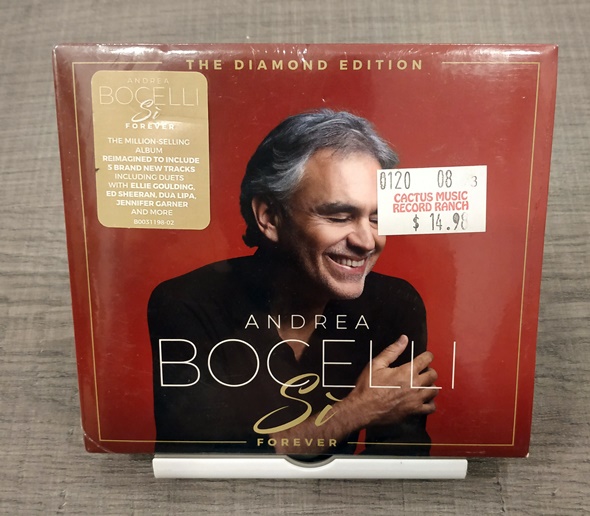 THE DIAMOND EDITION
ANDREA
BOCELLI
Sì
FOREVER
THE MILLION-SELLING
ALBUM
REIMAGINED TO INCLUDE
5 BRAND NEW TRACKS
INCLUDING DUETS
WITH ELLIE GOULDING,
ED SHEERAN, DUA LIPA,
JENNIFER GARNER
AND MORE
B0031198-02
0120 08 3
CACTUS MUSIC
RECORD RANCH
$ 14.98
ANDREA
BOCELLI
Sì
FOREVER